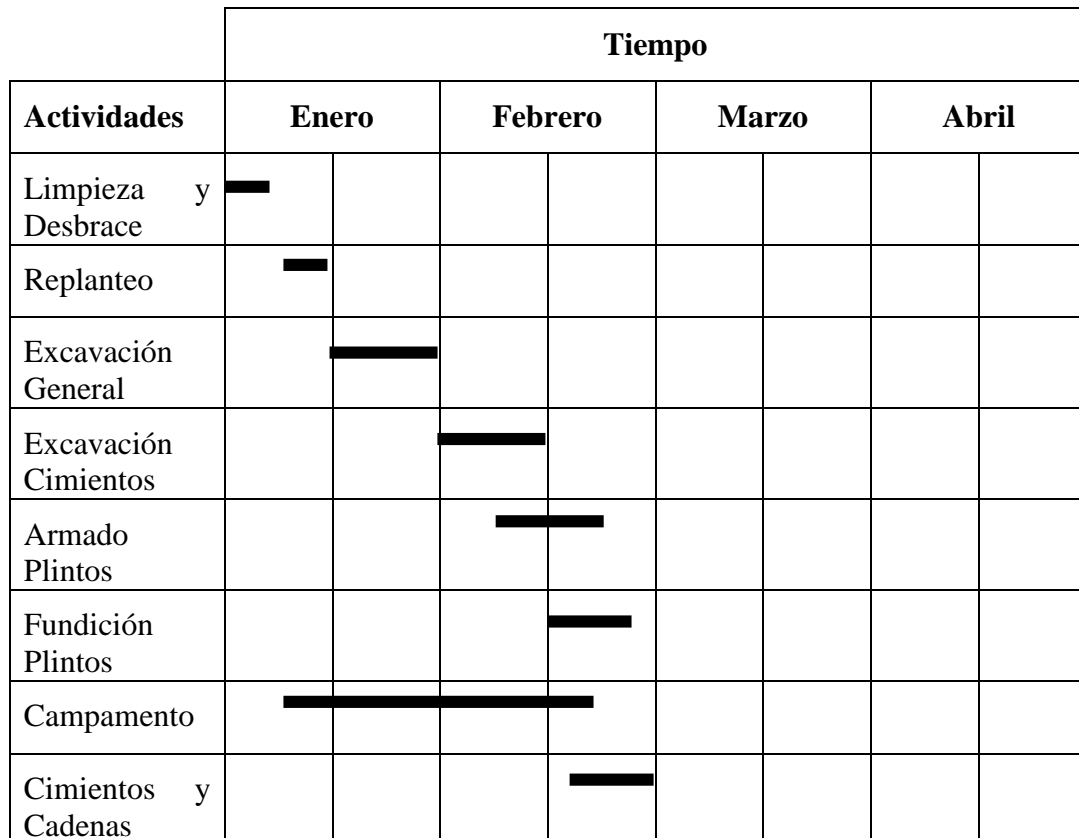 Tiempo
Actividades Enero Febrero Marzo Abril
Limpieza y
Desbrace
Replanteo
Excavación
General
Excavación
Cimientos
Armado
Plintos
Fundición
Plintos
Campamento
Cimientos y
Cadenas